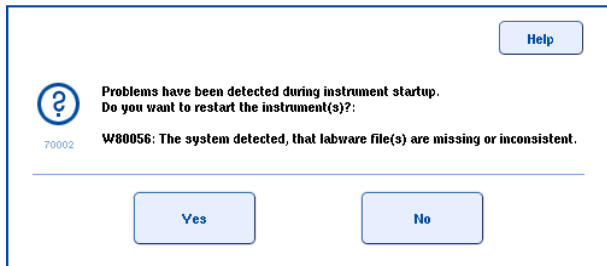 Help
Problems have been detected during instrument startup.
Do you want to restart the instrument(s)?:
70002
W80056: The system detected, that labware file(s) are missing or inconsistent.
Yes
No